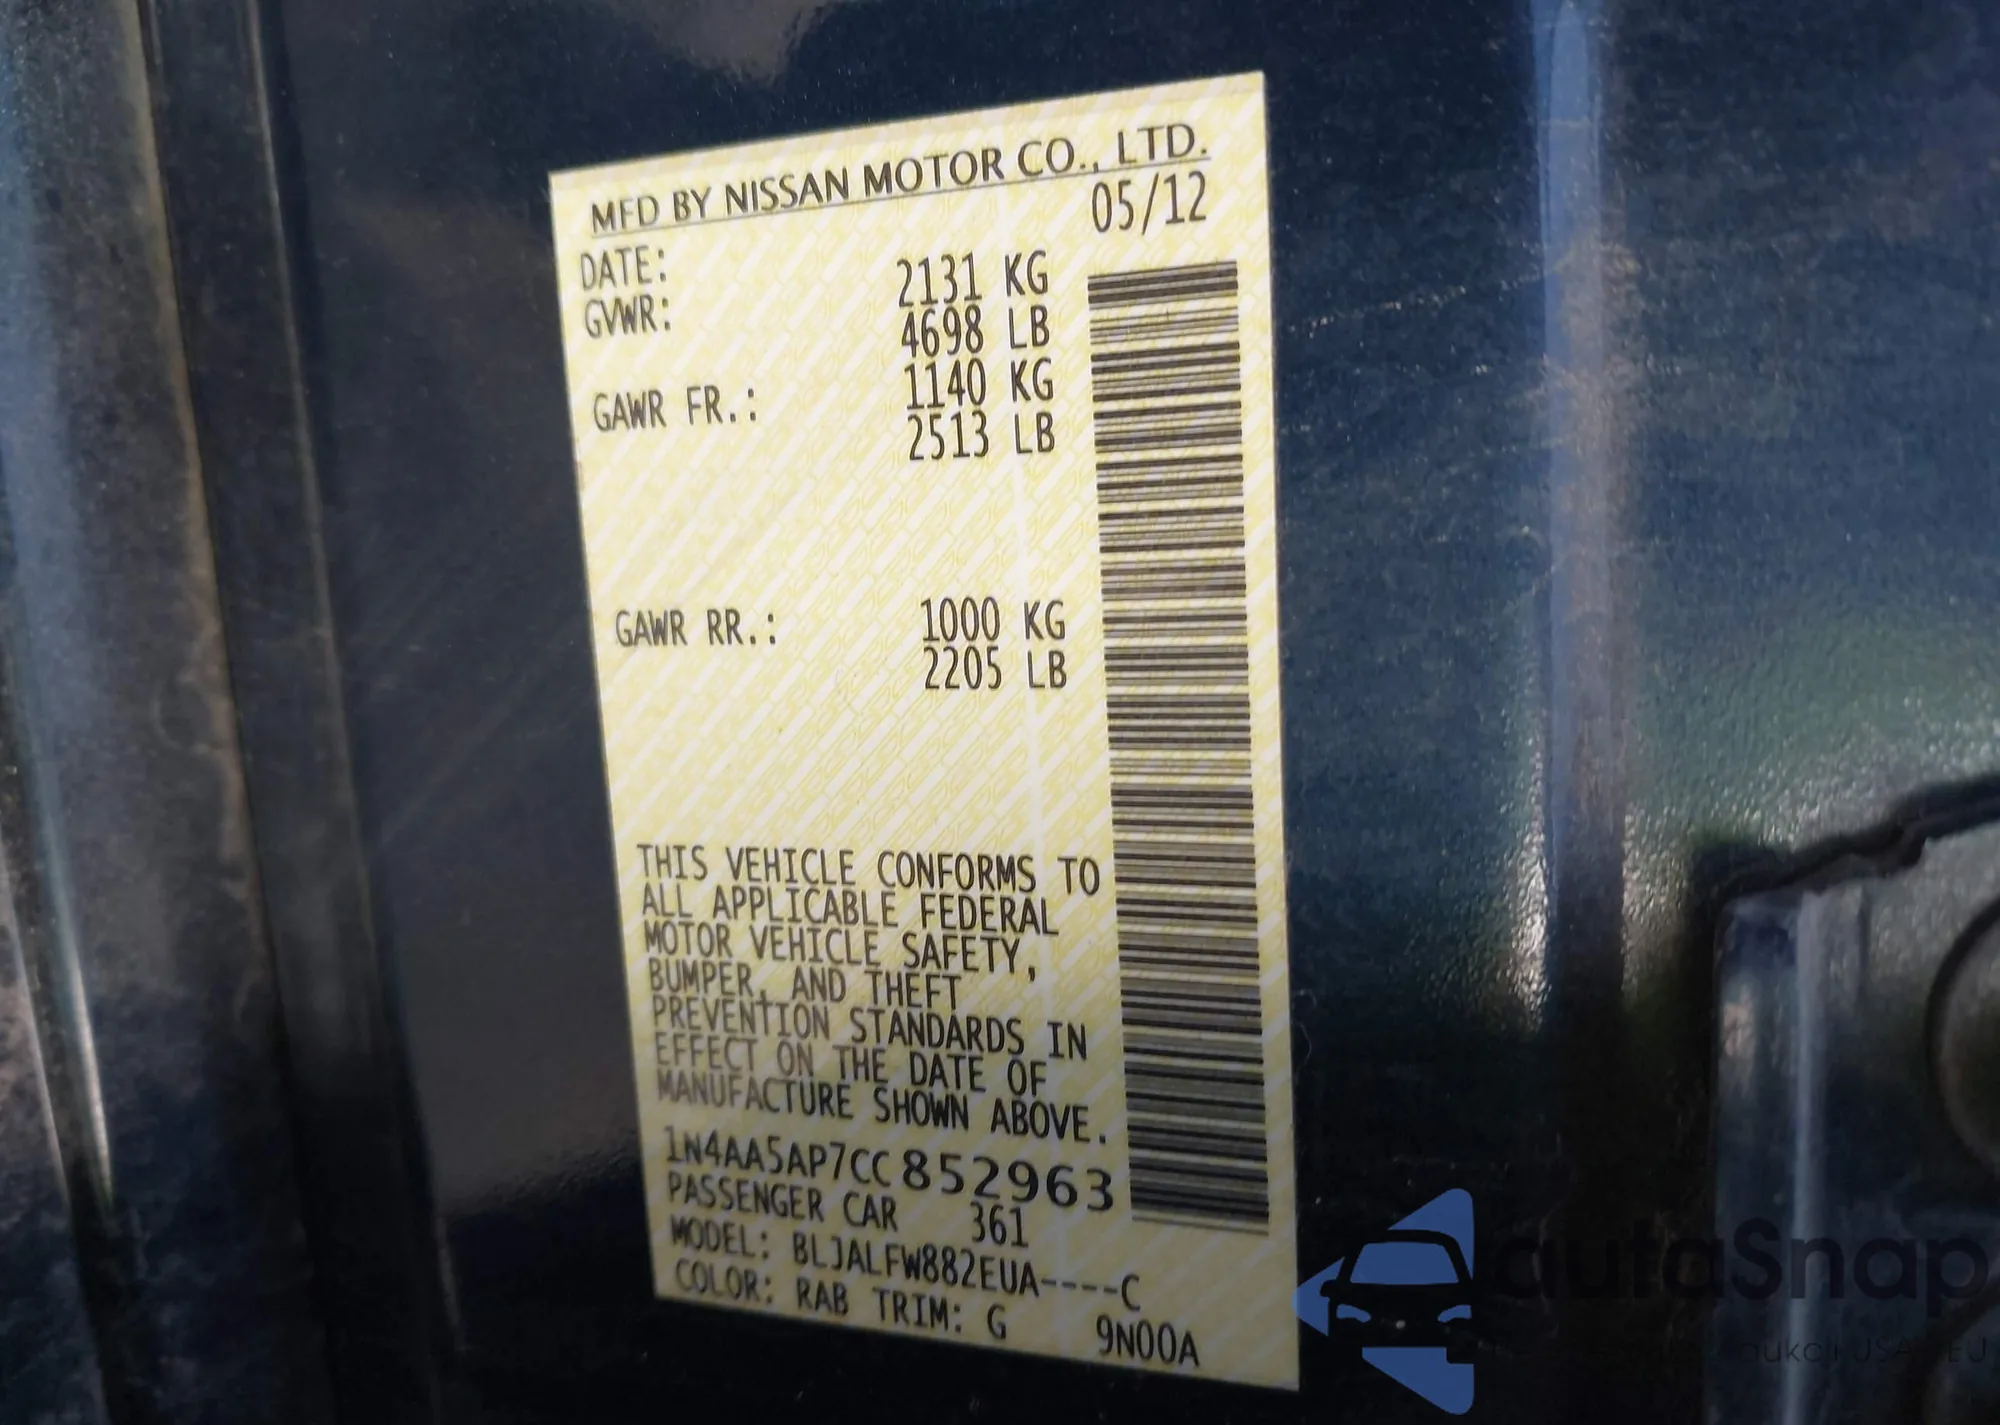 MFD BY NISSAN MOTOR CO., LTD.
DATE: 05/12
GVWR: 2131 KG
4698 LB
GAWR FR.: 1140 KG
2513 LB
GAWR RR.: 1000 KG
2205 LB
THIS VEHICLE CONFORMS TO
ALL APPLICABLE FEDERAL
MOTOR VEHICLE SAFETY,
BUMPER, AND THEFT
PREVENTION STANDARDS IN
EFFECT ON THE DATE OF
MANUFACTURE SHOWN ABOVE.
1N4AA5AP7CC852963
PASSENGER CAR 361
MODEL: BLJALFW882EUA----C
COLOR: RAB TRIM: G 9N00A
autaSnap
USA